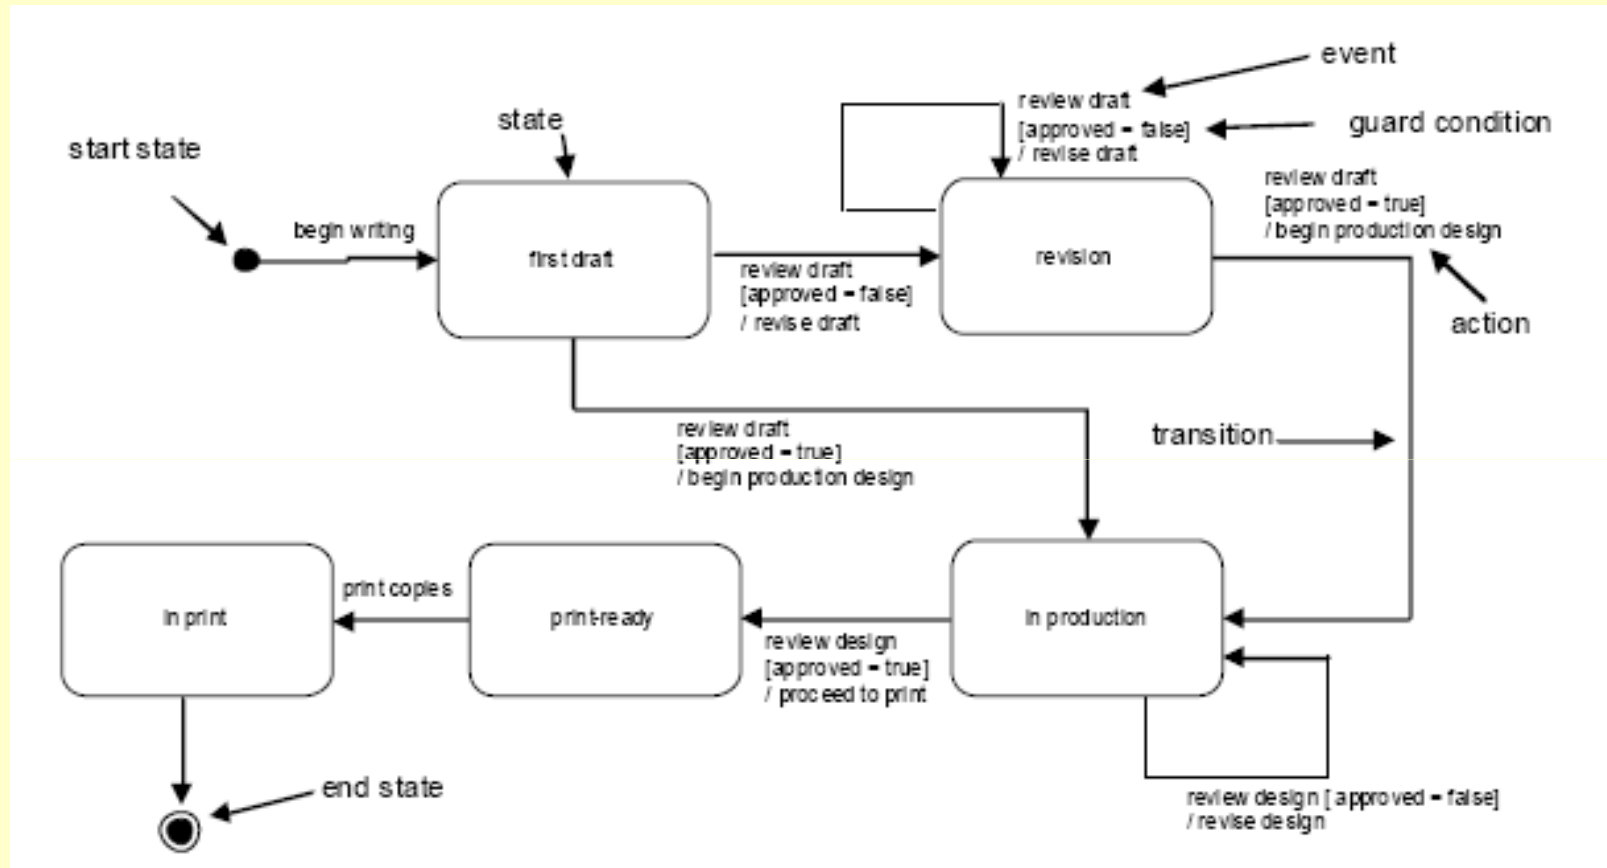 event
state
review draft
[approved = false]
/ revise draft
guard condition
start state
review draft
[approved = true]
/ begin production design
begin writing
first draft
revision
review draft
[approved = false]
/ revise draft
action
review draft
[approved = true]
/ begin production design
transition
in print
print copies
print-ready
in production
review design
[approved = true]
/ proceed to print
end state
review design [ approved = false]
/ revise design